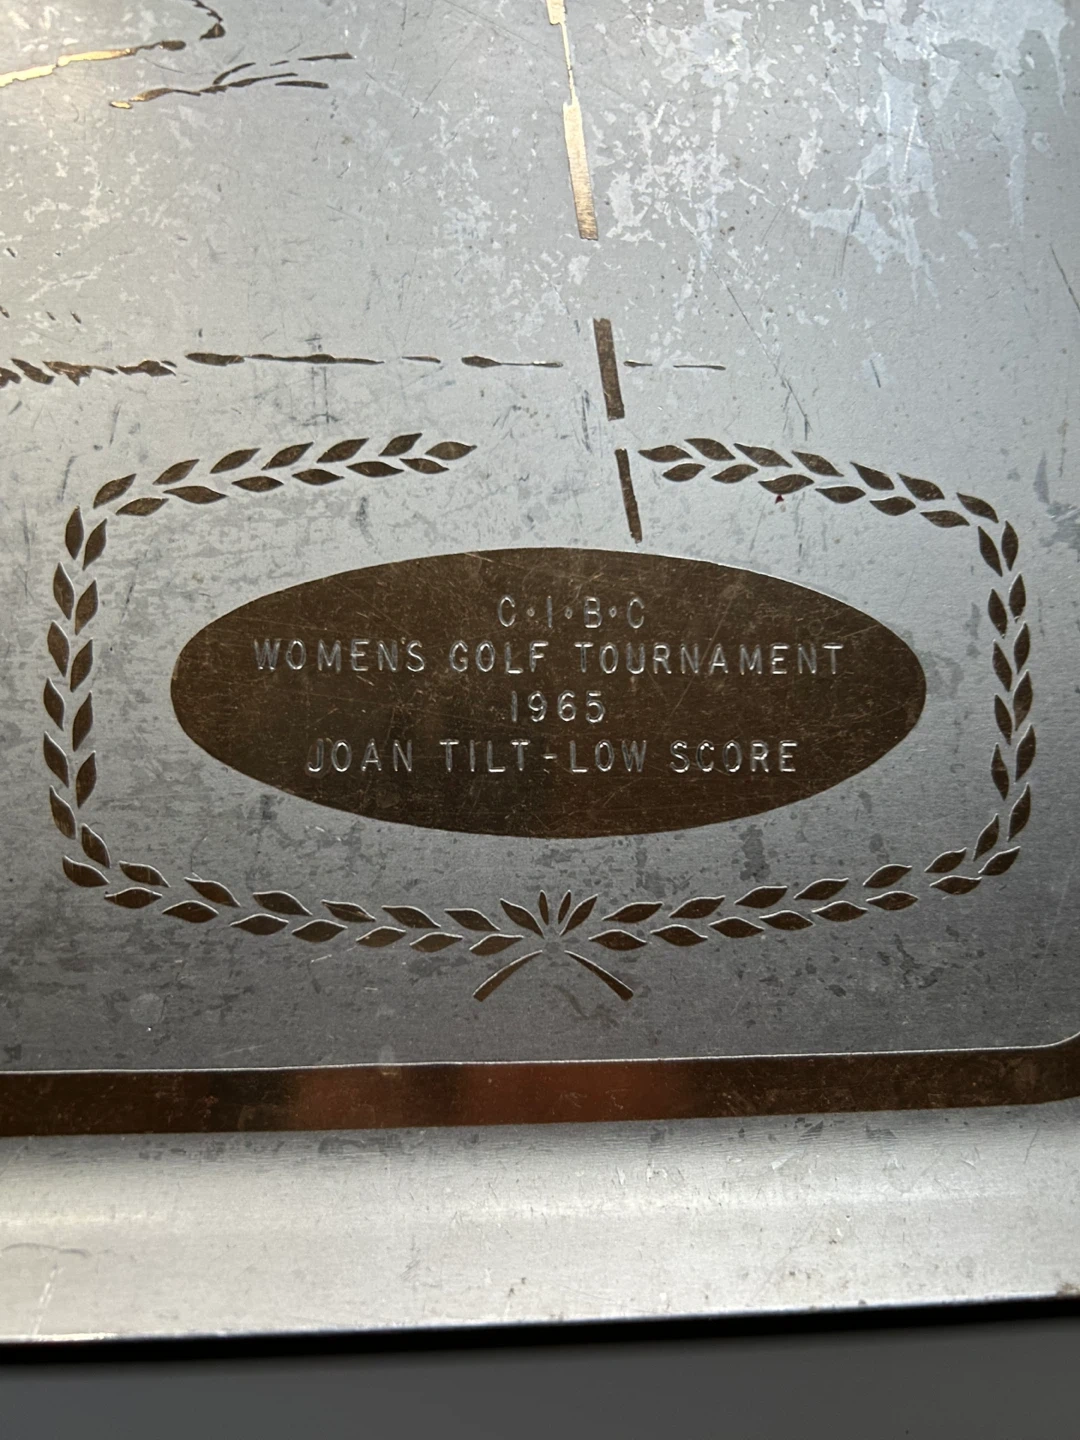 C·I·B·C
WOMEN'S GOLF TOURNAMENT
1965
JOAN TILT-LOW SCORE